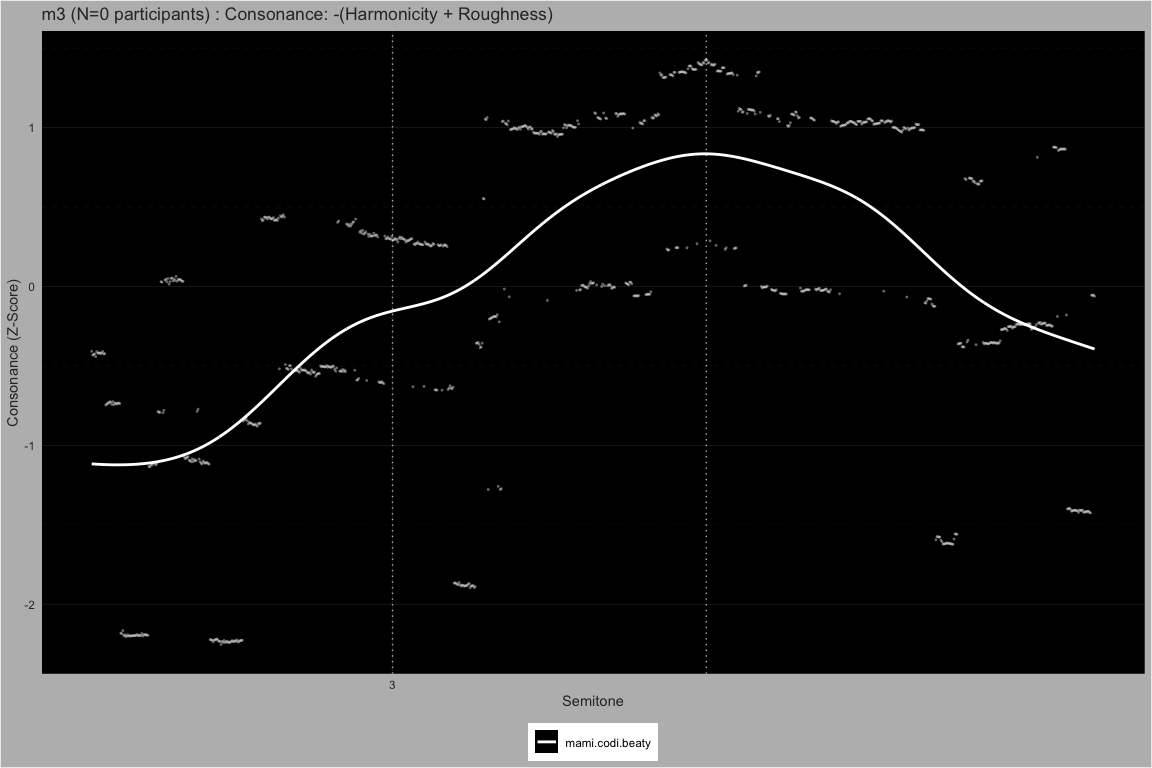 m3 (N=0 participants) : Consonance: -(Harmonicity + Roughness)
Consonance (Z-Score)
1
0
-1
-2
3
Semitone
mami.codi.beaty